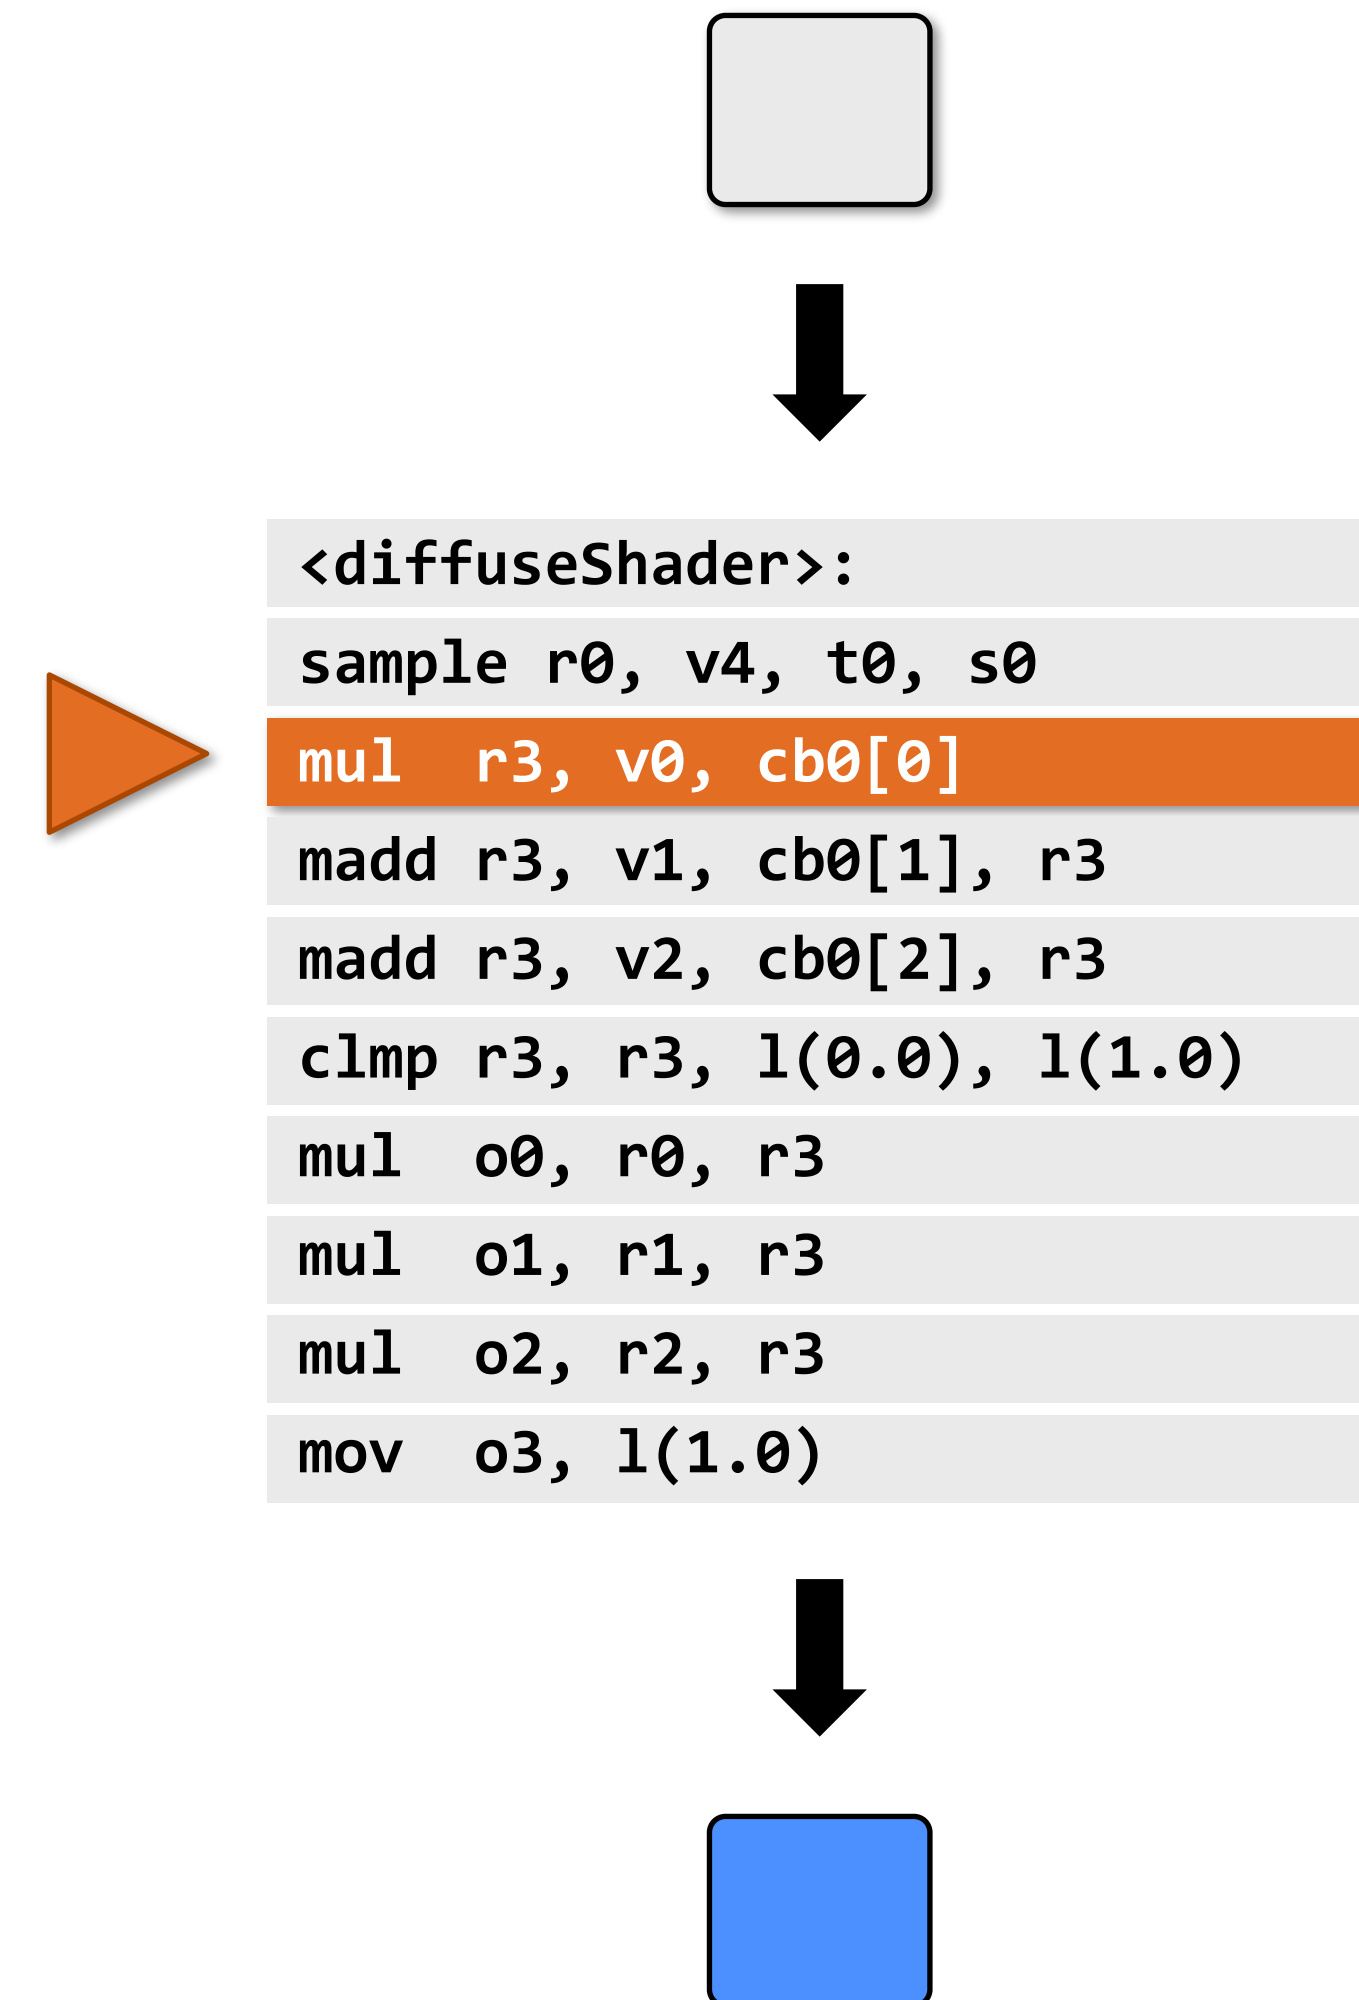 <diffuseShader>:
sample r0, v4, t0, s0
mul  r3, v0, cb0[0]
madd r3, v1, cb0[1], r3
madd r3, v2, cb0[2], r3
clmp r3, r3, l(0.0), l(1.0)
mul  o0, r0, r3
mul  o1, r1, r3
mul  o2, r2, r3
mov  o3, l(1.0)